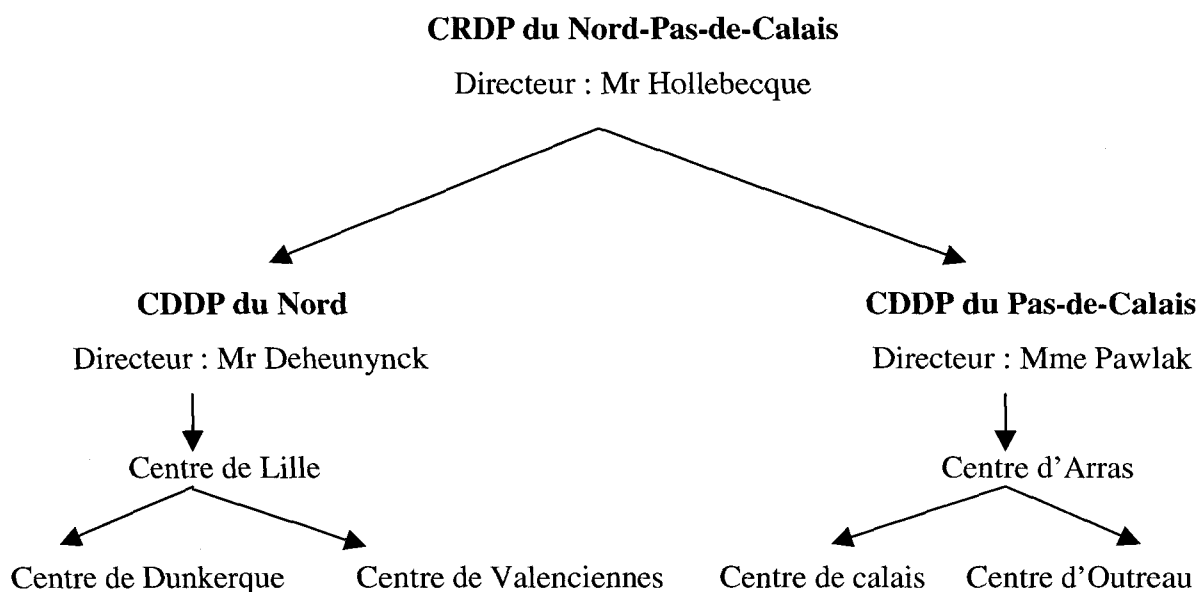 CRDP du Nord-Pas-de-Calais
Directeur : Mr Hollebecque
CDDP du Nord
CDDP du Pas-de-Calais
Directeur : Mr Deheunynck
Directeur : Mme Pawlak
Centre de Lille
Centre d'Arras
Centre de Dunkerque
Centre de Valenciennes
Centre de calais
Centre d'Outreau